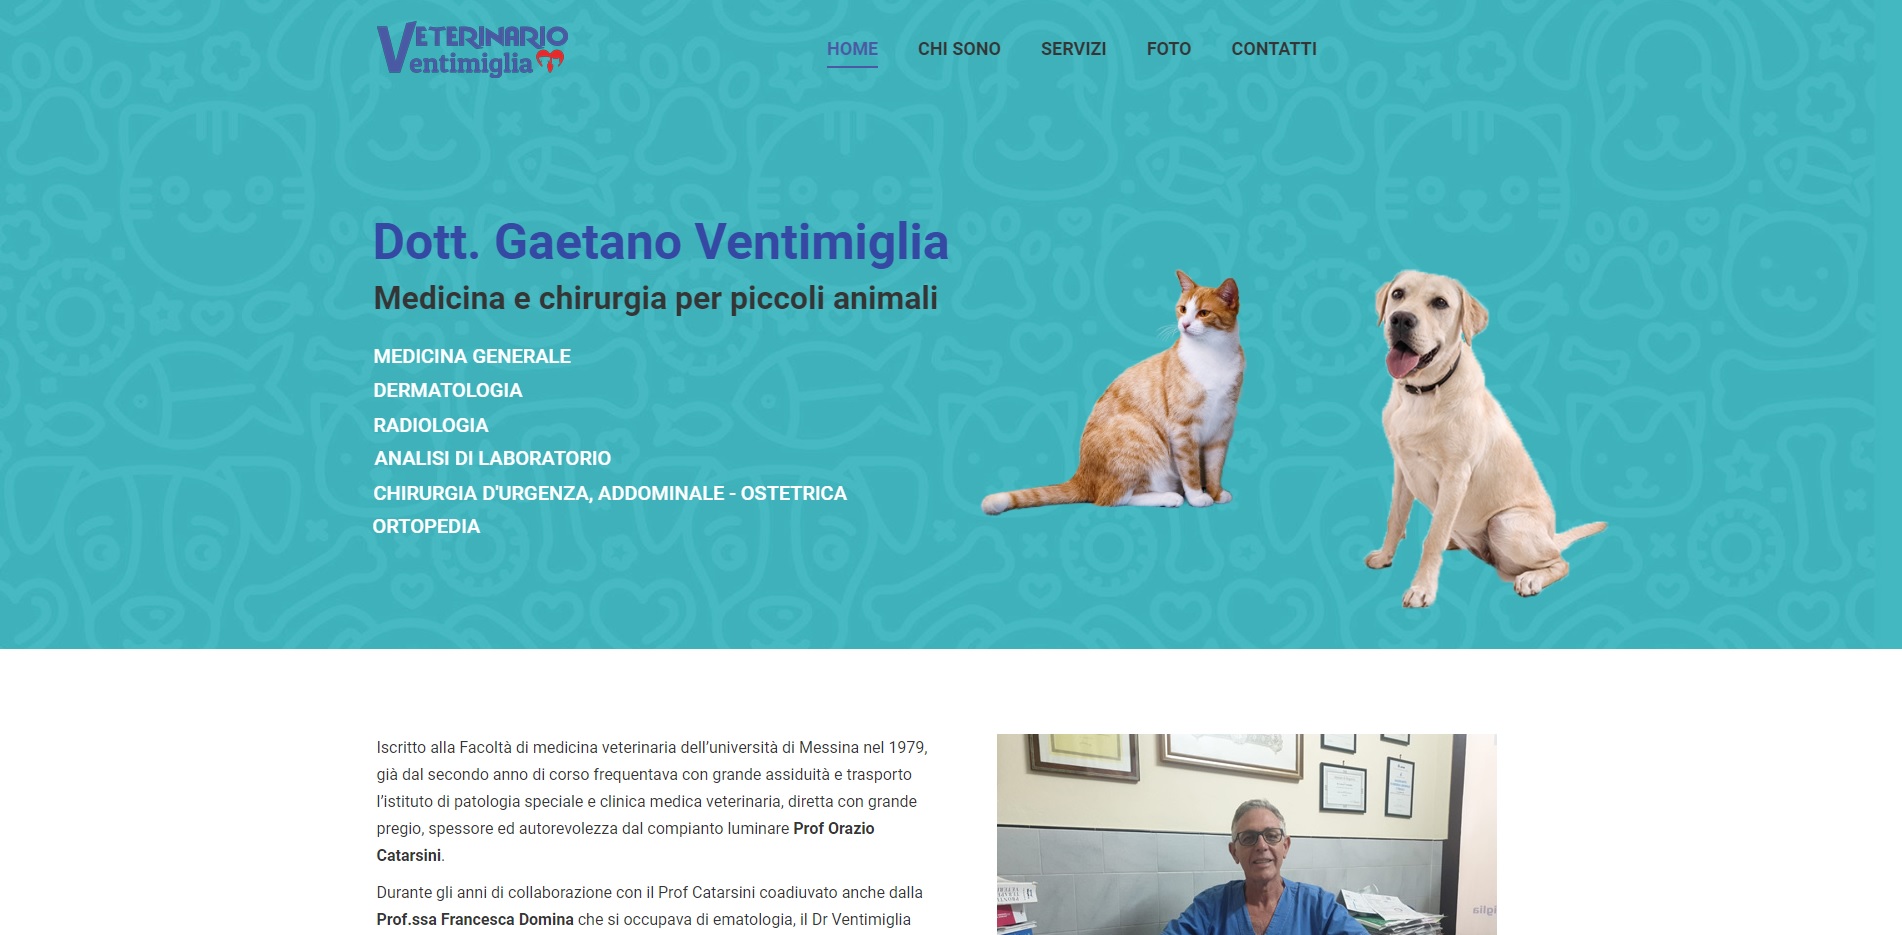 VETERINARIO
Ventimiglia
HOME CHI SONO SERVIZI FOTO CONTATTI
Dott. Gaetano Ventimiglia
Medicina e chirurgia per piccoli animali
MEDICINA GENERALE
DERMATOLOGIA
RADIOLOGIA
ANALISI DI LABORATORIO
CHIRURGIA D'URGENZA, ADDOMINALE - OSTETRICA
ORTOPEDIA
Iscritto alla Facoltà di medicina veterinaria dell’università di Messina nel 1979,
già dal secondo anno di corso frequentava con grande assiduità e trasporto
l’istituto di patologia speciale e clinica medica veterinaria, diretta con grande
pregio, spessore ed autorevolezza dal compianto luminare Prof Orazio
Catarsini.
Durante gli anni di collaborazione con il Prof Catarsini coadiuvato anche dalla
Prof.ssa Francesca Domina che si occupava di ematologia, il Dr Ventimiglia